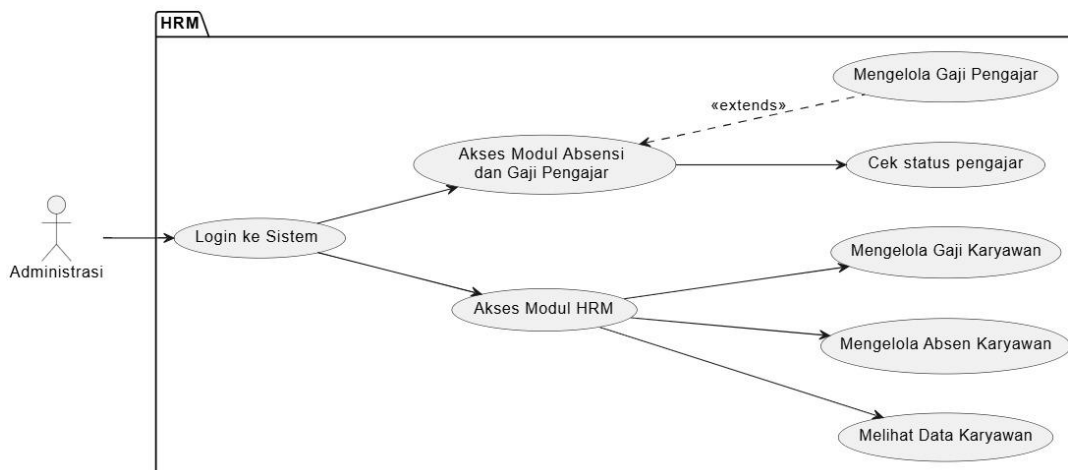 HRM
Mengelola Gaji Pengajar
«extends»
Akses Modul Absensi
dan Gaji Pengajar
Cek status pengajar
Login ke Sistem
Administrasi
Mengelola Gaji Karyawan
Akses Modul HRM
Mengelola Absen Karyawan
Melihat Data Karyawan